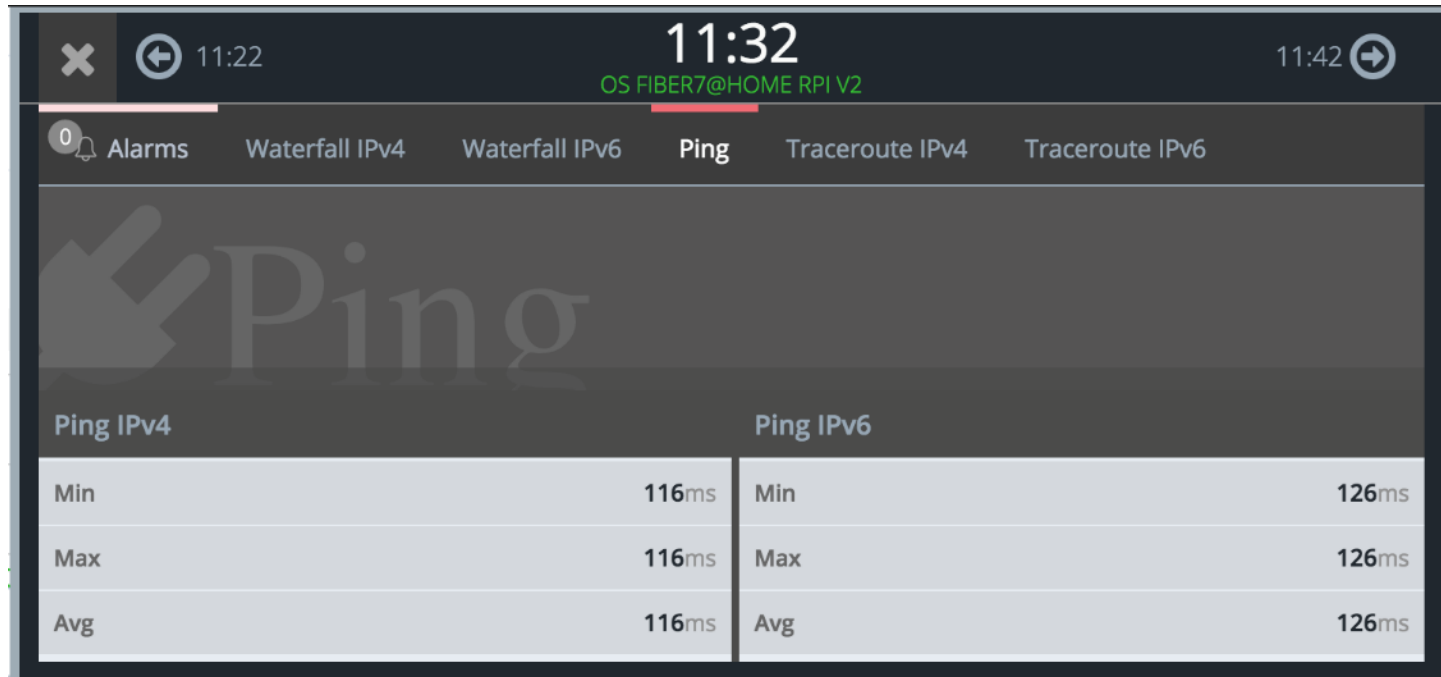 11:22
11:32
11:42
OS FIBER7@HOME RPI V2
0 Alarms Waterfall IPv4 Waterfall IPv6 Ping Traceroute IPv4 Traceroute IPv6
Ping
Ping IPv4
Min 116ms
Max 116ms
Avg 116ms
Ping IPv6
Min 126ms
Max 126ms
Avg 126ms